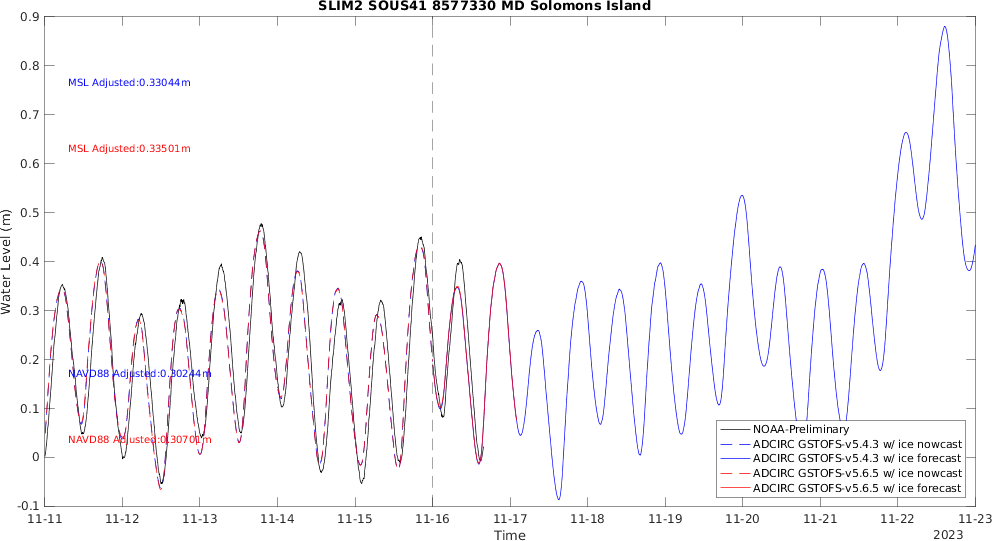 SLIM2 SOUS41 8577330 MD Solomons Island
0.9
0.8
0.7
0.6
0.5
0.4
0.3
0.2
0.1
0
-0.1
Water Level (m)
MSL Adjusted:0.33044m
MSL Adjusted:0.33501m
NAVD88 Adjusted:0.30244m
NAVD88 Adjusted:0.30701m
NOAA-Preliminary
ADCIRC GSTOFS-v5.4.3 w/ ice nowcast
ADCIRC GSTOFS-v5.4.3 w/ ice forecast
ADCIRC GSTOFS-v5.6.5 w/ ice nowcast
ADCIRC GSTOFS-v5.6.5 w/ ice forecast
11-11 11-12 11-13 11-14 11-15 11-16 11-17 11-18 11-19 11-20 11-21 11-22 11-23
Time
2023